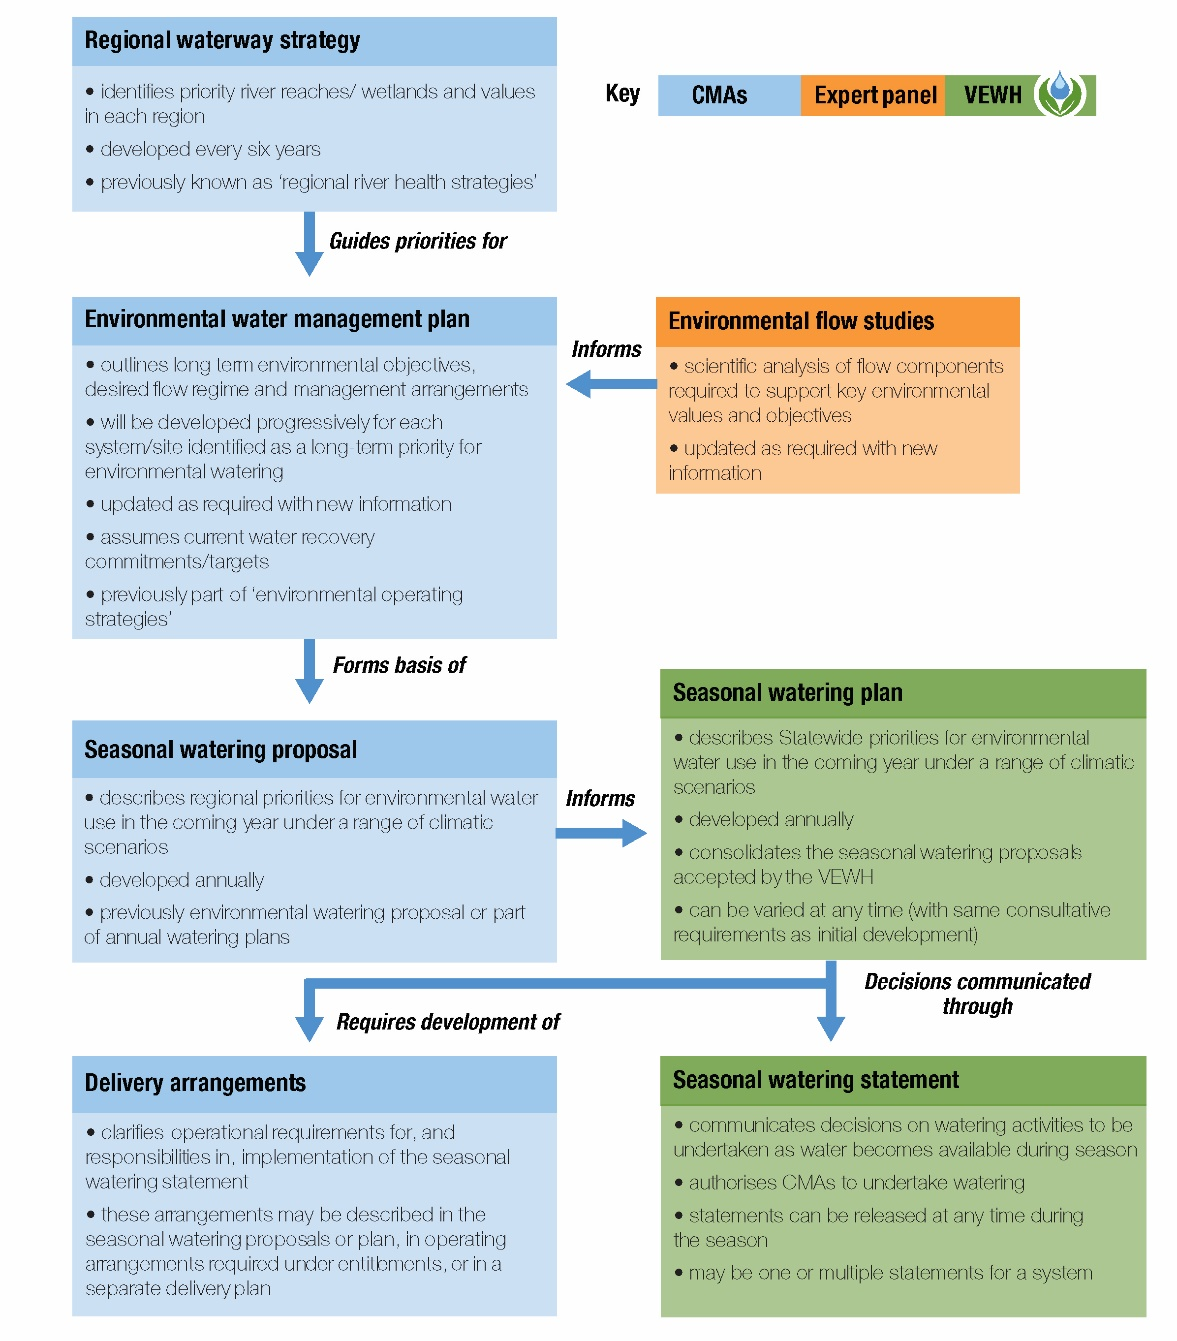 Regional waterway strategy
• identifies priority river reaches/ wetlands and values
in each region
• developed every six years
• previously known as 'regional river health strategies'
Key
CMAs
Expert panel
VEWH
Guides priorities for
Environmental water management plan
• outlines long term environmental objectives,
desired flow regime and management arrangements
• will be developed progressively for each
system/site identified as a long-term priority for
environmental watering
• updated as required with new information
• assumes current water recovery
commitments/targets
• previously part of 'environmental operating
strategies'
Informs
Environmental flow studies
• scientific analysis of flow components
required to support key environmental
values and objectives
• updated as required with new
information
Forms basis of
Seasonal watering proposal
• describes regional priorities for environmental water
use in the coming year under a range of climatic
scenarios
• developed annually
• previously environmental watering proposal or part
of annual watering plans
Informs
Seasonal watering plan
• describes Statewide priorities for environmental
water use in the coming year under a range of climatic
scenarios
• developed annually
• consolidates the seasonal watering proposals
accepted by the VEWH
• can be varied at any time (with same consultative
requirements as initial development)
Requires development of
Decisions communicated
through
Delivery arrangements
• clarifies operational requirements for, and
responsibilities in, implementation of the seasonal
watering statement
• these arrangements may be described in the
seasonal watering proposals or plan, in operating
arrangements required under entitlements, or in a
separate delivery plan
Seasonal watering statement
• communicates decisions on watering activities to be
undertaken as water becomes available during season
• authorises CMAs to undertake watering
• statements can be released at any time during
the season
• may be one or multiple statements for a system